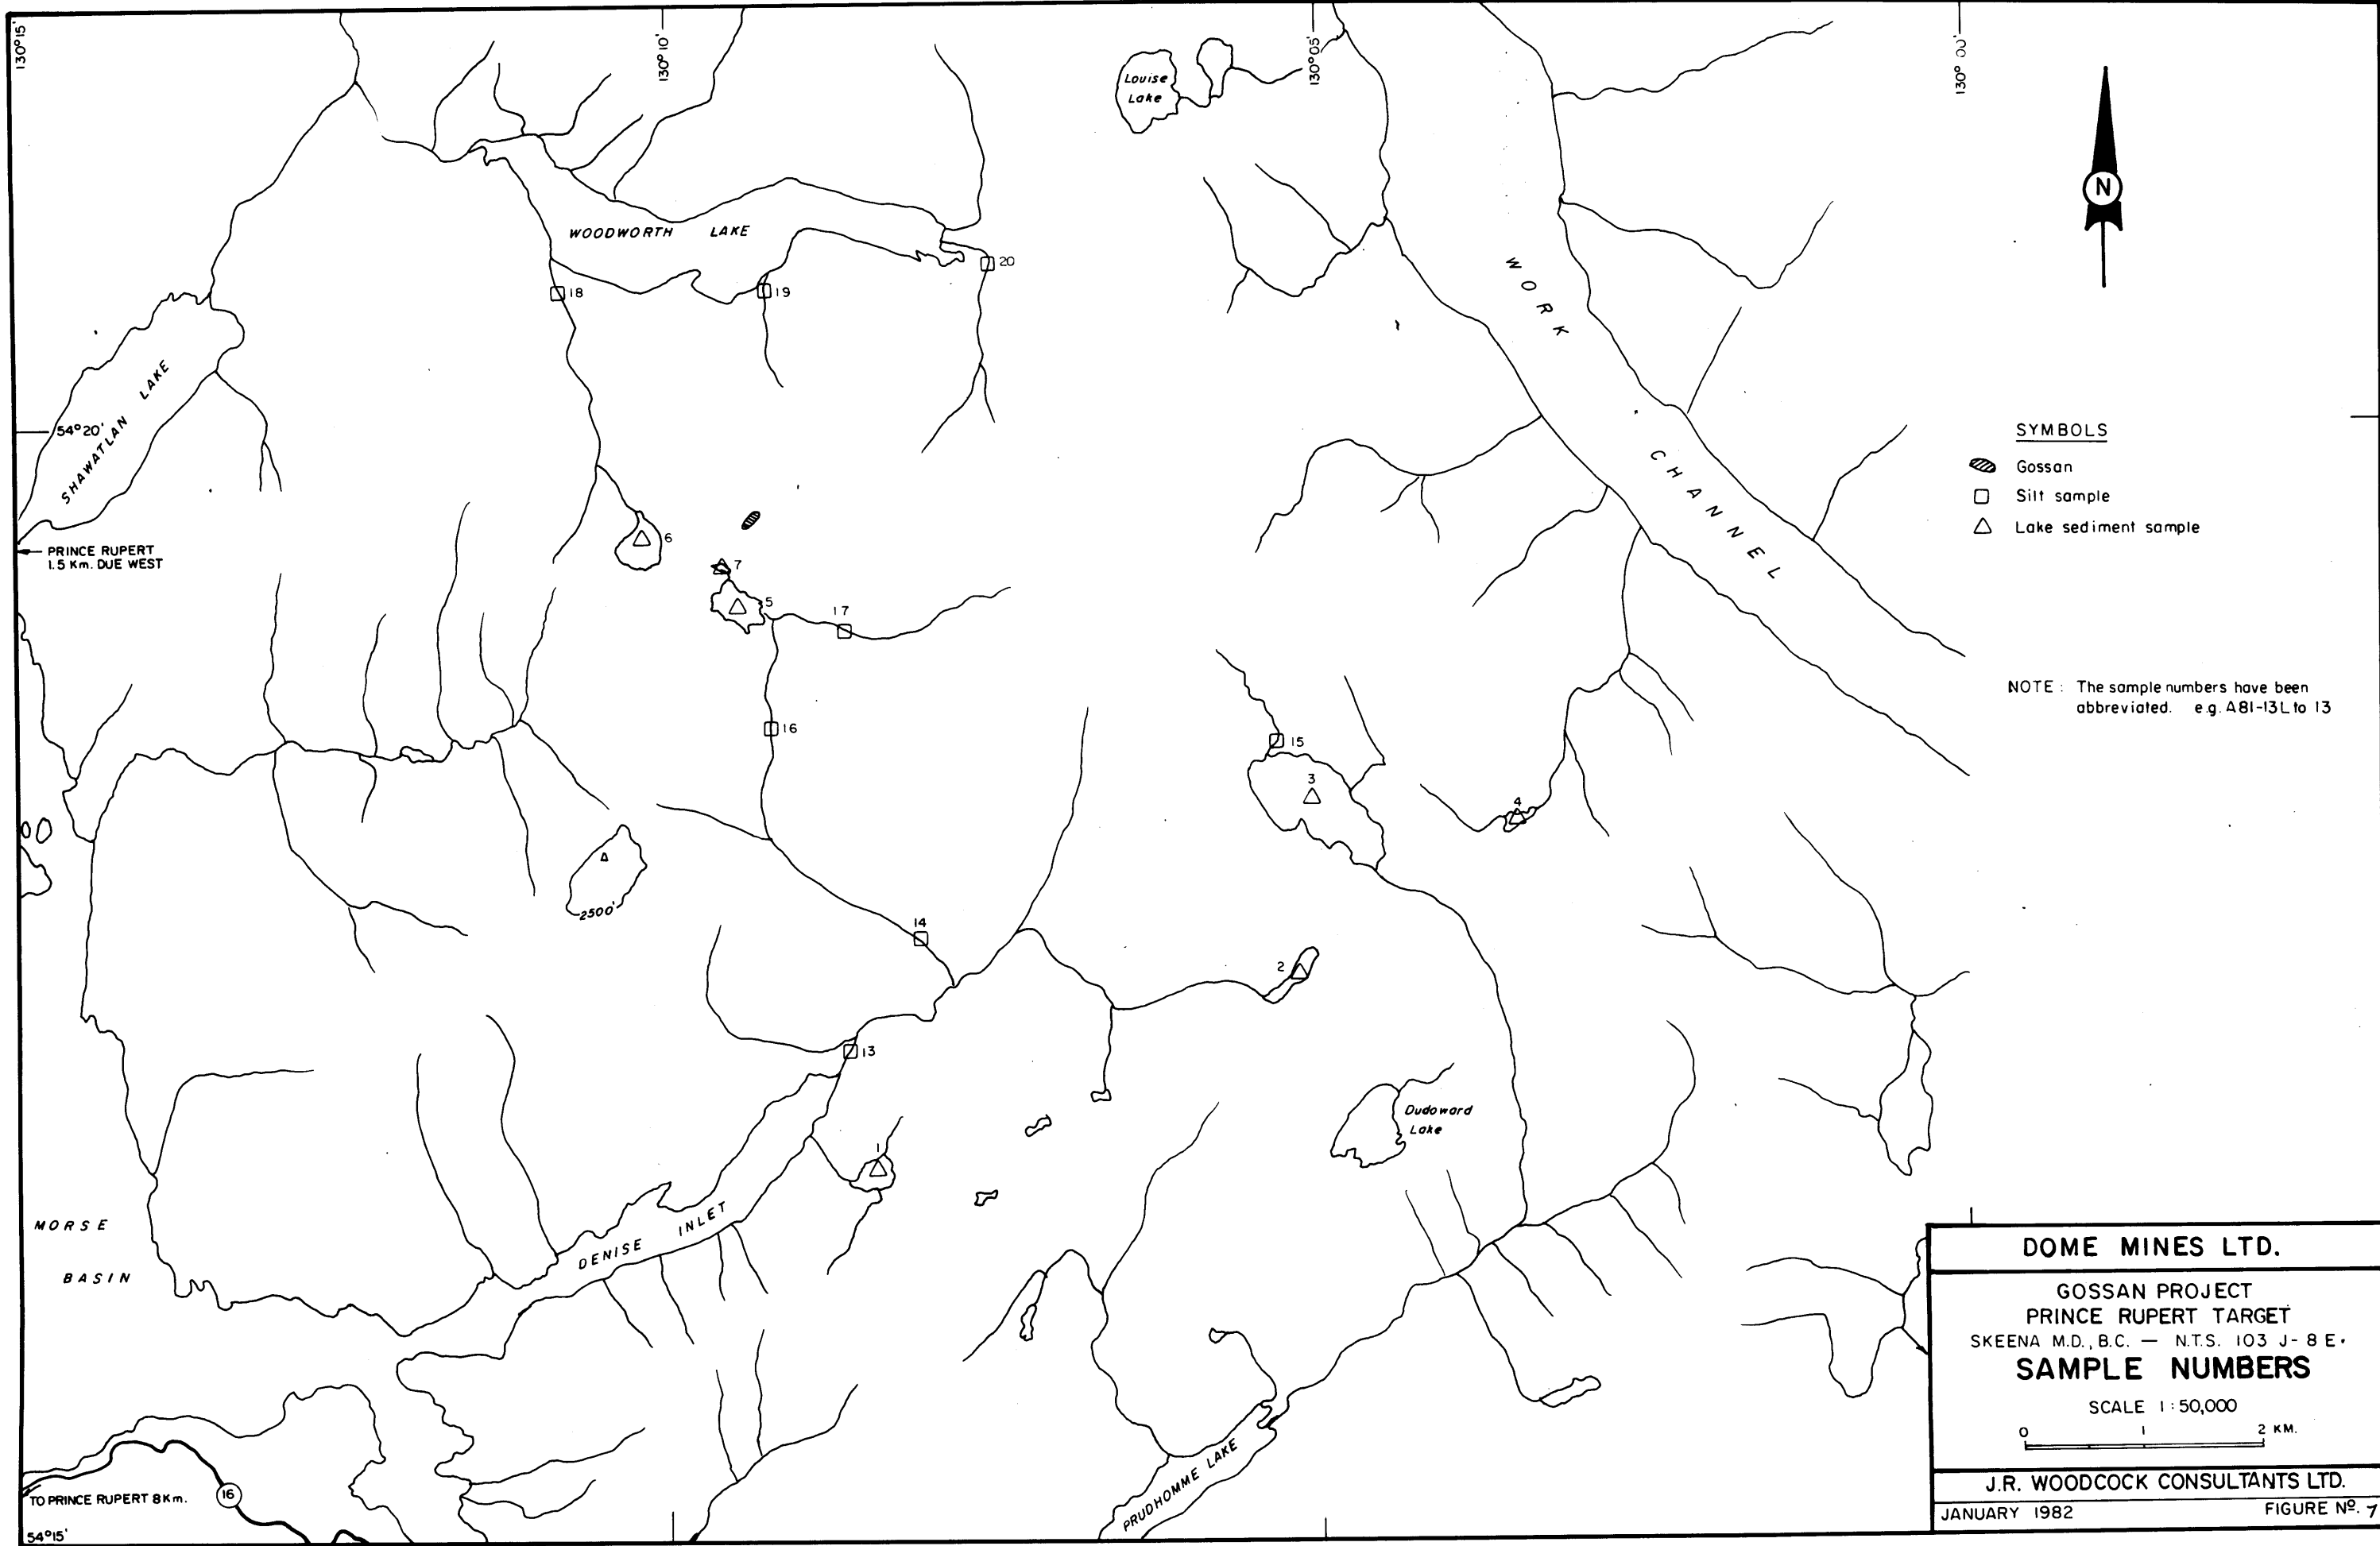 130°15'
130°10'
130°05'
130°00'
Louise
Lake
N
WOODWORTH LAKE
20
18
19
WORK
CHANNEL
SHAWATLAN LAKE
54°20'
SYMBOLS
Gossan
Silt sample
Lake sediment sample
6
PRINCE RUPERT
1.5 Km. DUE WEST
7
5
17
NOTE: The sample numbers have been
abbreviated. e.g. A81-13L to 13
16
15
3
4
2500'
14
2
13
Dudoward
Lake
1
MORSE
BASIN
DENISE INLET
PRUDHOMME LAKE
TO PRINCE RUPERT 8Km.
16
54°15'
DOME MINES LTD.
GOSSAN PROJECT
PRINCE RUPERT TARGET
SKEENA M.D., B.C. — N.T.S. 103 J-8 E.
SAMPLE NUMBERS
SCALE 1:50,000
0 1 2 KM.
J.R. WOODCOCK CONSULTANTS LTD.
JANUARY 1982 FIGURE Nº. 7